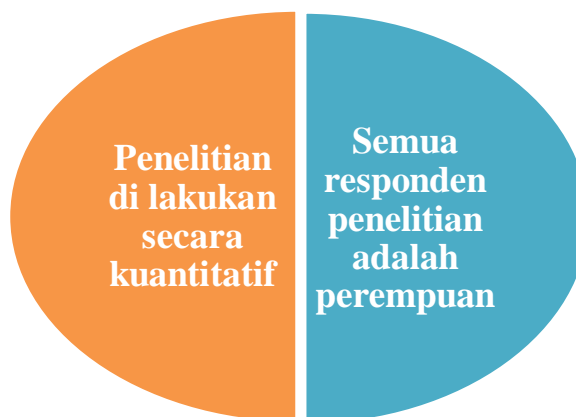 Penelitian
di lakukan
secara
kuantitatif
Semua
responden
penelitian
adalah
perempuan